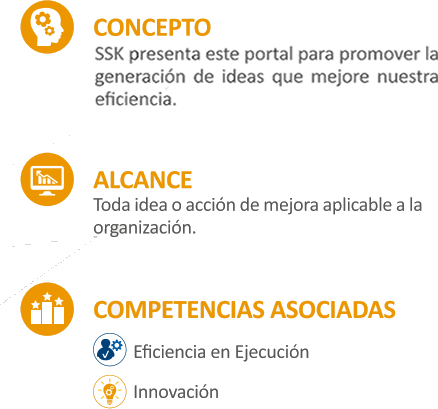 CONCEPTO
SSK presenta este portal para promover la
generación de ideas que mejore nuestra
eficiencia.
ALCANCE
Toda idea o acción de mejora aplicable a la
organización.
COMPETENCIAS ASOCIADAS
Eficiencia en Ejecución
Innovación